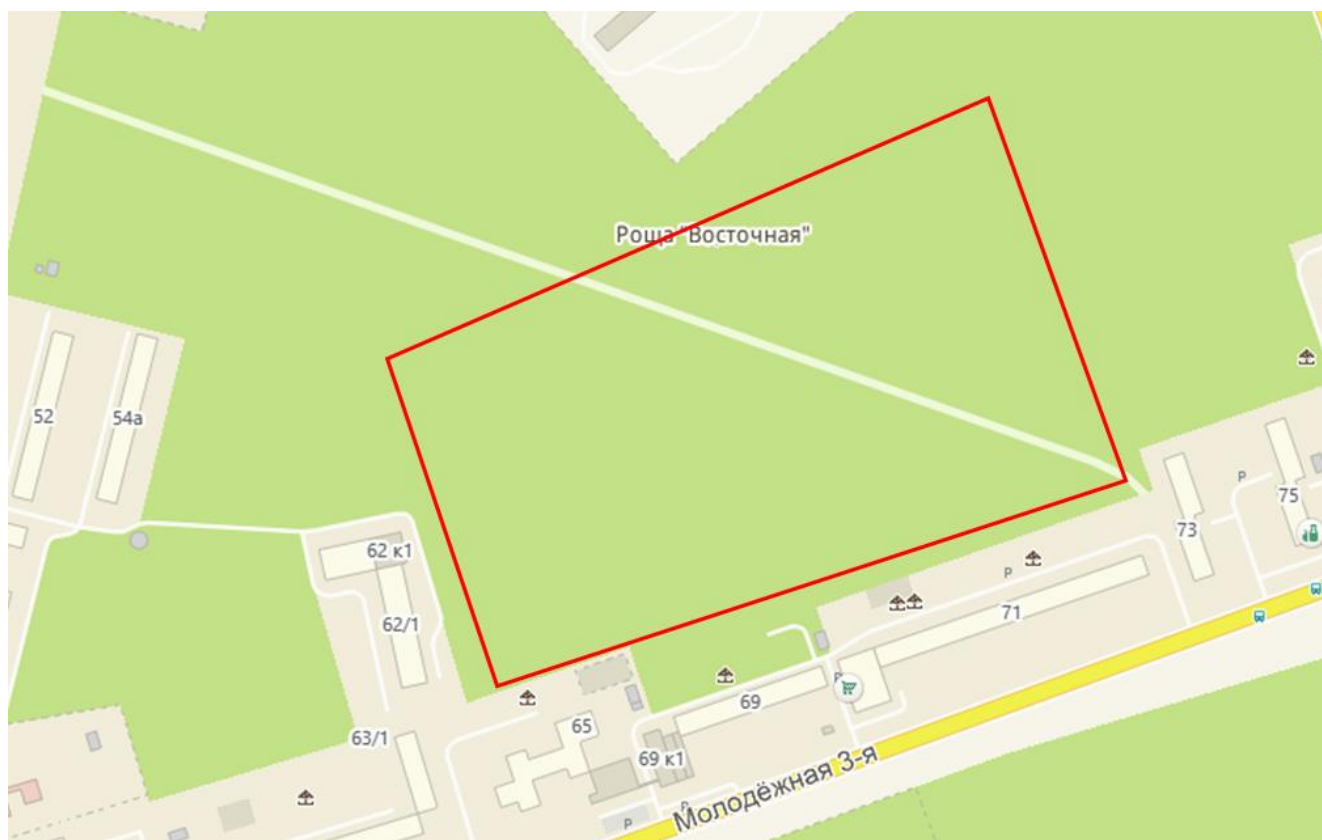 Роща "Восточная"
52
54а
62 к1
62/1
63/1
65
69
69 к1
71
73
75
P
P
P
P
P
Молодёжная 3-я